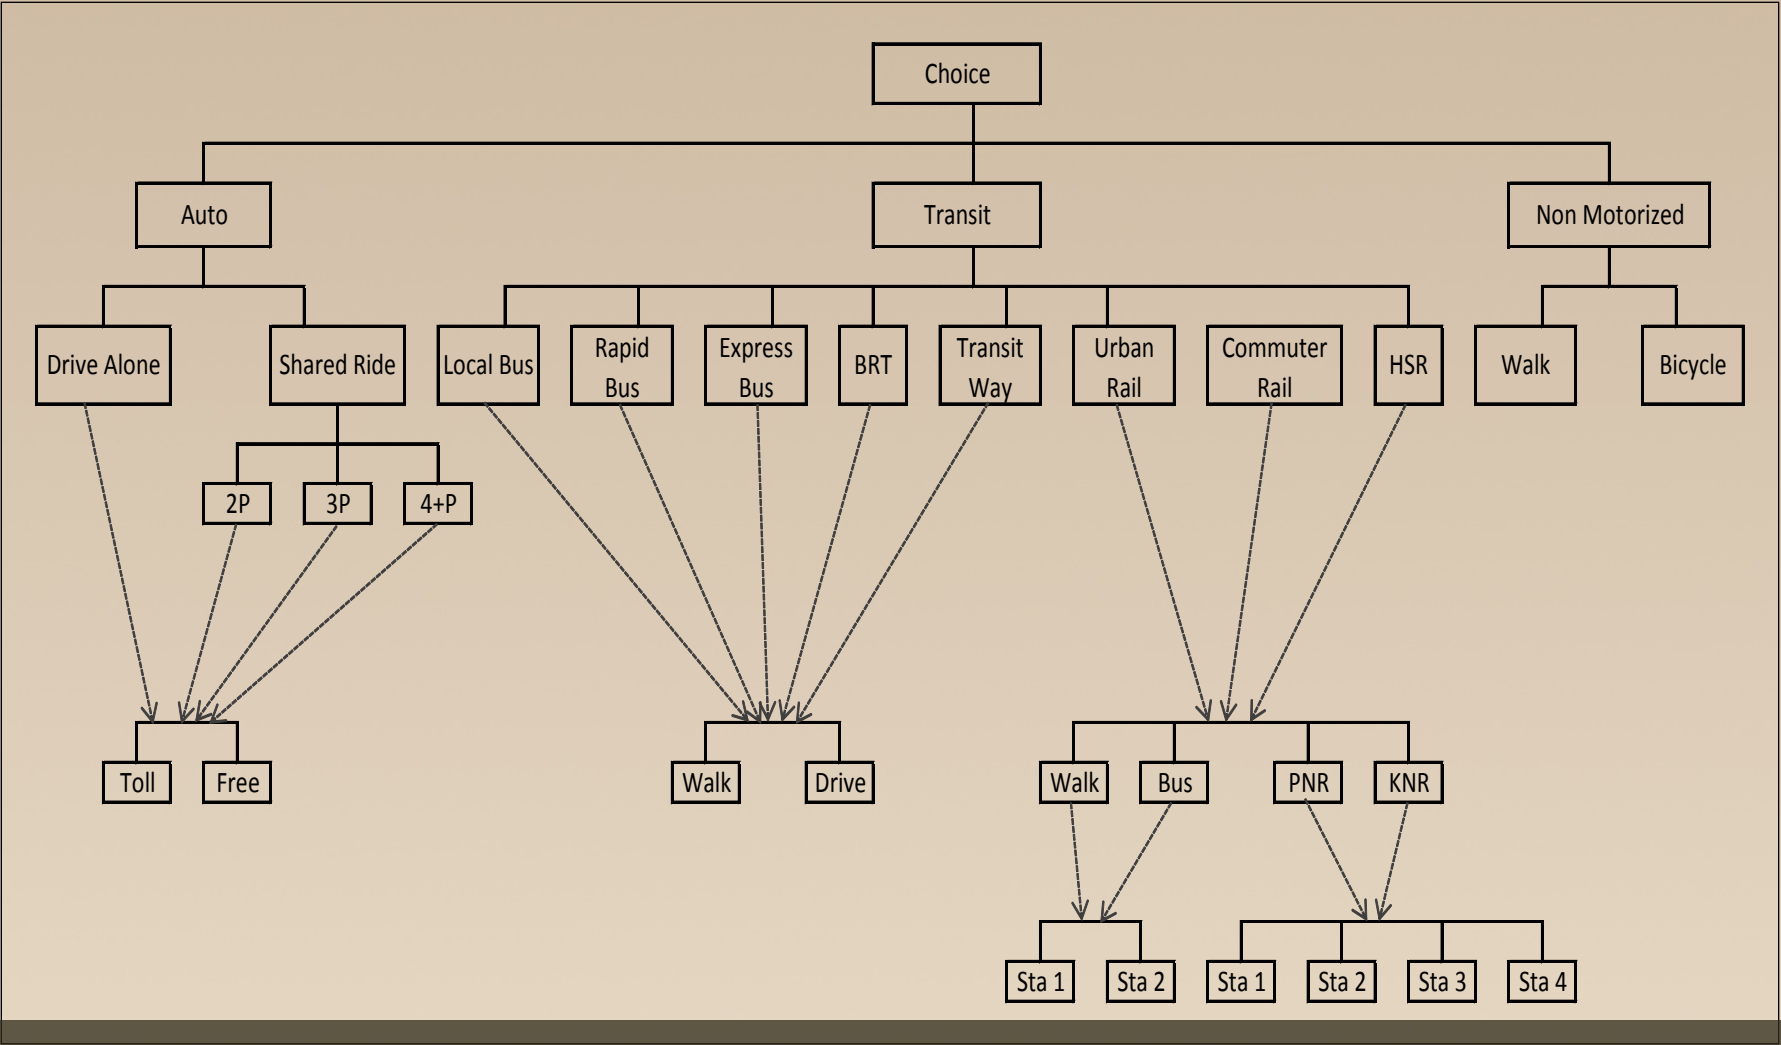 Choice
Auto
Transit
Non Motorized
Drive Alone
Shared Ride
Local Bus
Rapid
Bus
Express
Bus
BRT
Transit
Way
Urban
Rail
Commuter
Rail
HSR
Walk
Bicycle
2P
3P
4+P
Toll
Free
Walk
Drive
Walk
Bus
PNR
KNR
Sta 1
Sta 2
Sta 1
Sta 2
Sta 3
Sta 4